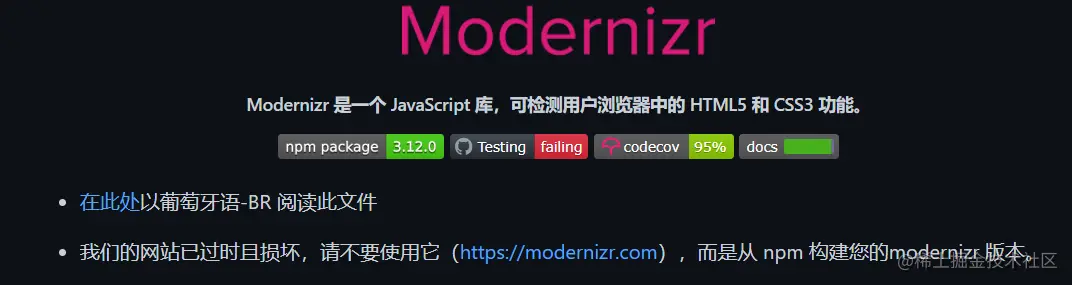 Modernizr
Modernizr 是一个 JavaScript 库，可检测用户浏览器中的 HTML5 和 CSS3 功能。
npm package 3.12.0 Testing failing codecov 95% docs
在此处以葡萄牙语-BR 阅读此文件
我们的网站已过时且损坏，请不要使用它（https://modernizr.com），而是从 npm 构建您的modernizr 版本。
@稀土掘金技术社区